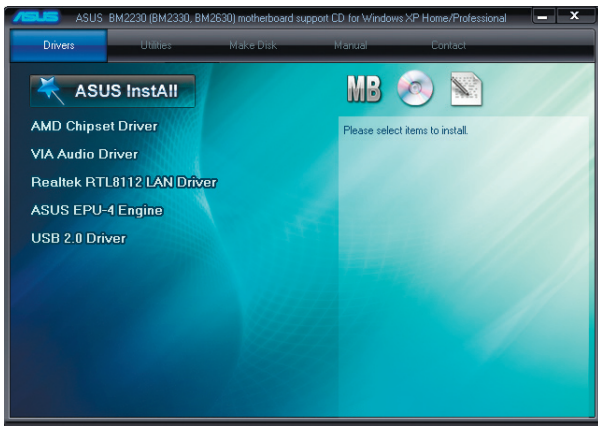 ASUS ASUS BM2230 (BM2330, BM2630) motherboard support CD for Windows XP Home/Professional
Drivers Utilities Make Disk Manual Contact
ASUS InstAll
MB
AMD Chipset Driver
VIA Audio Driver
Realtek RTL8112 LAN Driver
ASUS EPU-4 Engine
USB 2.0 Driver
Please select items to install.